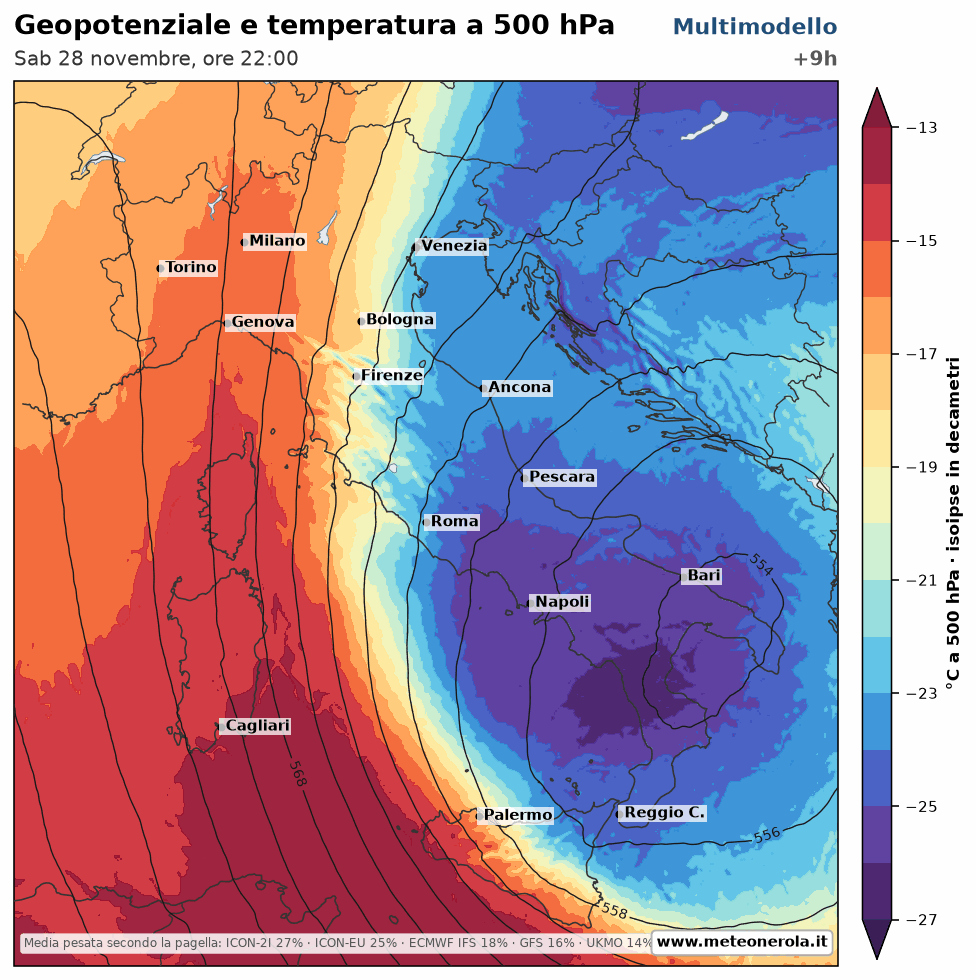 Geopotenziale e temperatura a 500 hPa
Multimodello
Sab 28 novembre, ore 22:00
+9h
Milano
Venezia
Torino
Genova
Bologna
Firenze
Ancona
Pescara
Roma
554
Bari
Napoli
Cagliari
568
Palermo
Reggio C.
556
558
Media pesata secondo la pagella: ICON-2I 27% · ICON-EU 25% · ECMWF IFS 18% · GFS 16% · UKMO 14%
www.meteonerola.it
−13
−15
−17
−19
−21
−23
−25
−27
°C a 500 hPa · isoipse in decametri